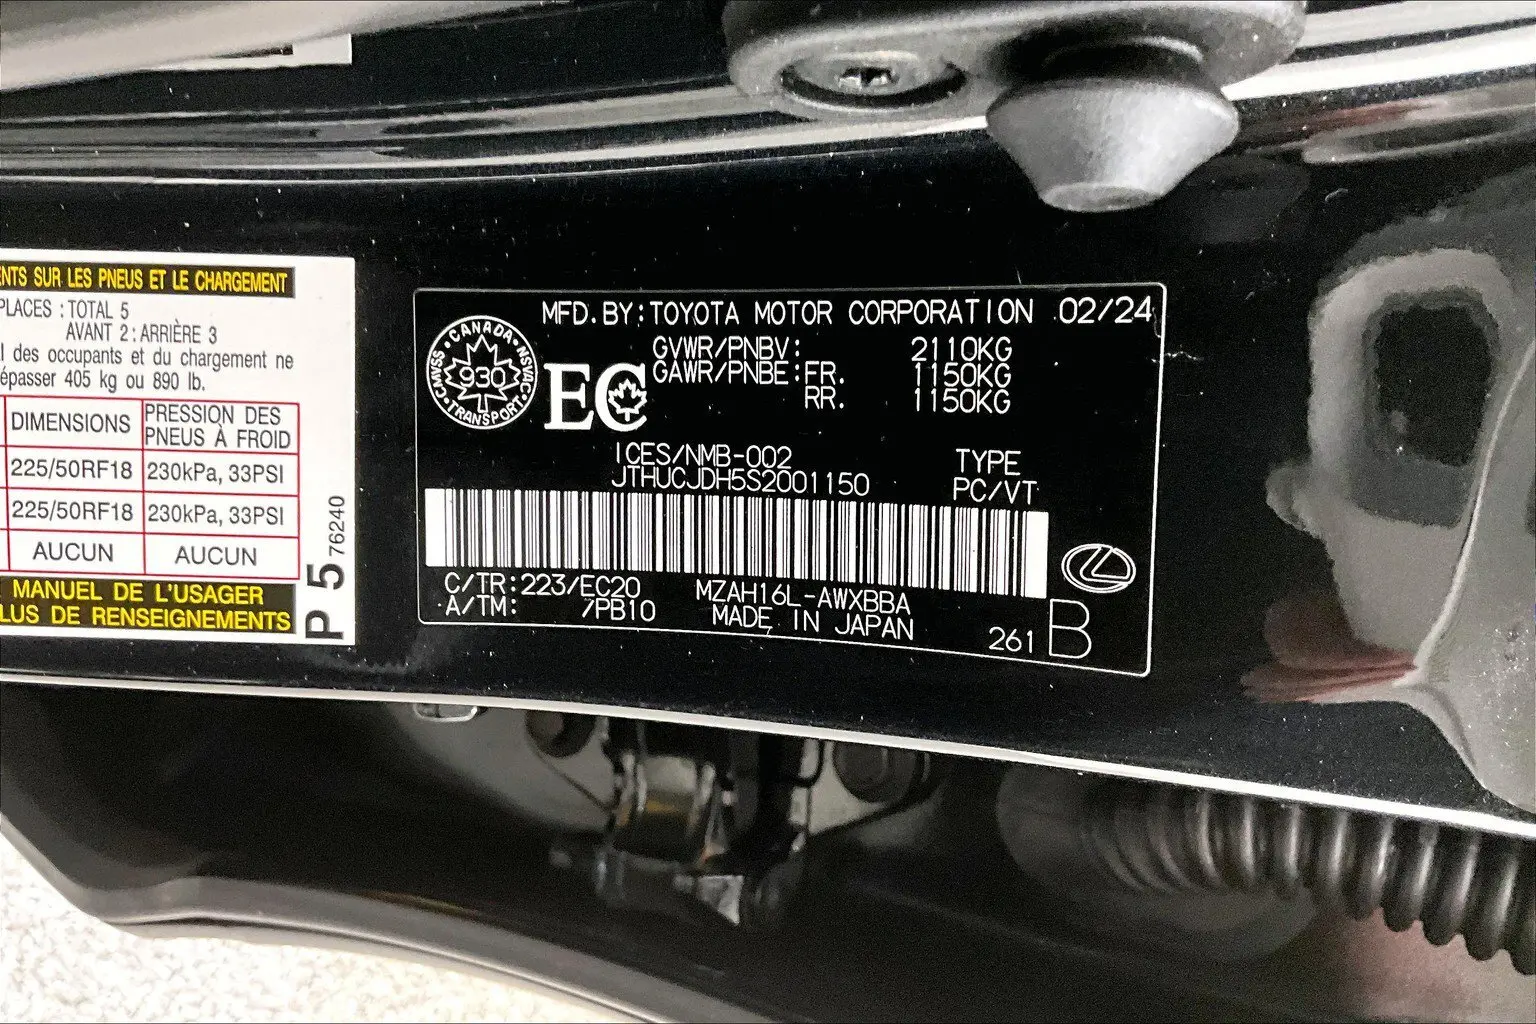 NTS SUR LES PNEUS ET LE CHARGEMENT
PLACES : TOTAL 5
AVANT 2 : ARRIÈRE 3
l des occupants et du chargement ne
épasser 405 kg ou 890 lb.
DIMENSIONS PRESSION DES PNEUS À FROID
225/50RF18 230kPa, 33PSI
225/50RF18 230kPa, 33PSI
AUCUN AUCUN
MANUEL DE L'USAGER
LUS DE RENSEIGNEMENTS
P 5 76240
MFD. BY: TOYOTA MOTOR CORPORATION 02/24
CANADA · NSVAC · TRANSPORT · CMVSS
930
EC
GVWR/PNBV: 2110KG
GAWR/PNBE: FR. 1150KG
RR. 1150KG
ICES/NMB-002 TYPE
JTHUCJDH5S2001150 PC/VT
C/TR: 223/EC20 MZAH16L-AWXBBA
A/TM: 7PB10 MADE IN JAPAN
261 B